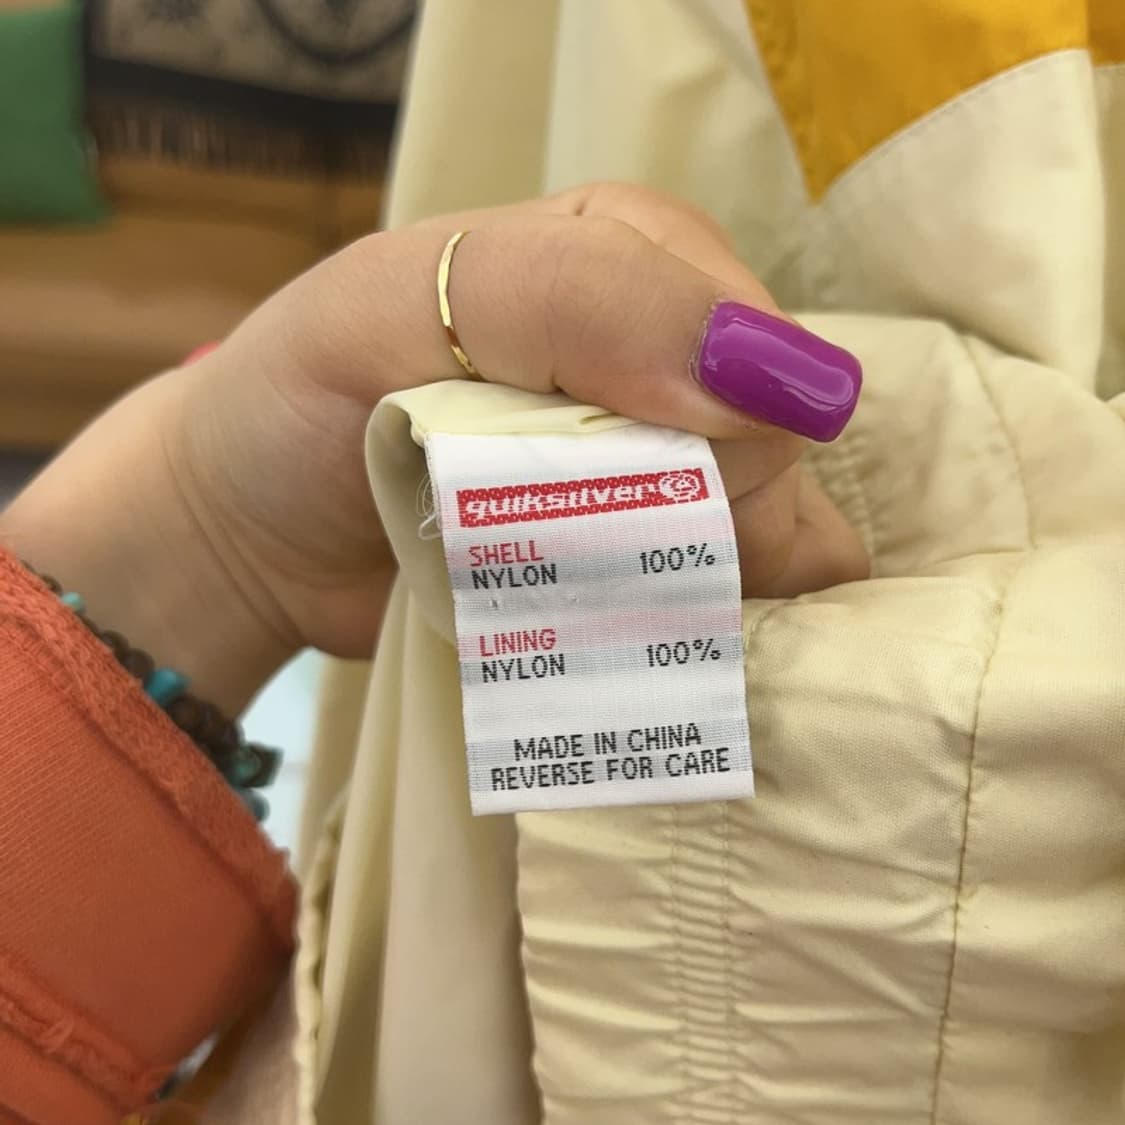 quiksilver
SHELL
NYLON 100%
LINING
NYLON 100%
MADE IN CHINA
REVERSE FOR CARE